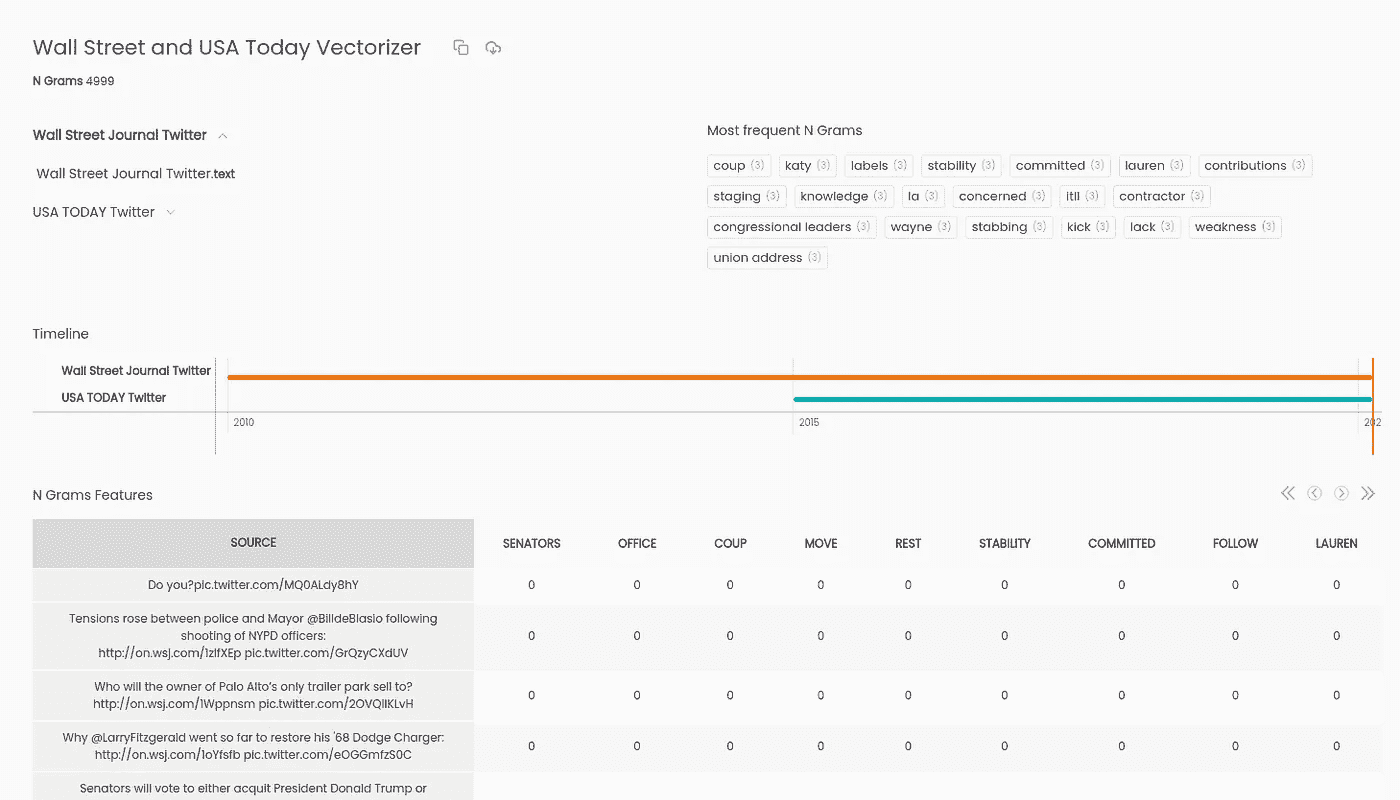 Wall Street and USA Today Vectorizer
N Grams 4999
Wall Street Journal Twitter
Wall Street Journal Twitter.text
USA TODAY Twitter
Most frequent N Grams
coup (3) katy (3) labels (3) stability (3) committed (3) lauren (3) contributions (3)
staging (3) knowledge (3) la (3) concerned (3) itll (3) contractor (3)
congressional leaders (3) wayne (3) stabbing (3) kick (3) lack (3) weakness (3)
union address (3)
Timeline
Wall Street Journal Twitter
USA TODAY Twitter
2010 2015 202
N Grams Features
SOURCE SENATORS OFFICE COUP MOVE REST STABILITY COMMITTED FOLLOW LAUREN
Do you?pic.twitter.com/MQ0ALdy8hY 0 0 0 0 0 0 0 0 0
Tensions rose between police and Mayor @BilldeBlasio following
shooting of NYPD officers:
http://on.wsj.com/1zlfXEp pic.twitter.com/GrQzyCXdUV 0 0 0 0 0 0 0 0 0
Who will the owner of Palo Alto's only trailer park sell to?
http://on.wsj.com/1Wppnsm pic.twitter.com/2OVQlIKLvH 0 0 0 0 0 0 0 0 0
Why @LarryFitzgerald went so far to restore his '68 Dodge Charger:
http://on.wsj.com/1oYfsfb pic.twitter.com/eOGGmfzS0C 0 0 0 0 0 0 0 0 0
Senators will vote to either acquit President Donald Trump or